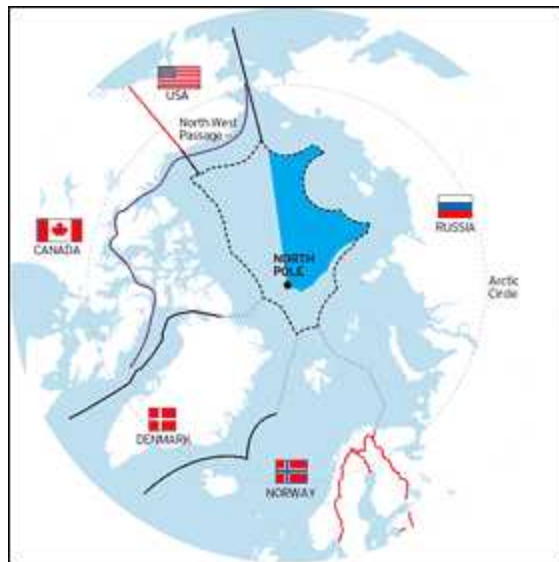 USA
North West
Passage
CANADA
RUSSIA
NORTH
POLE
Arctic
Circle
DENMARK
NORWAY